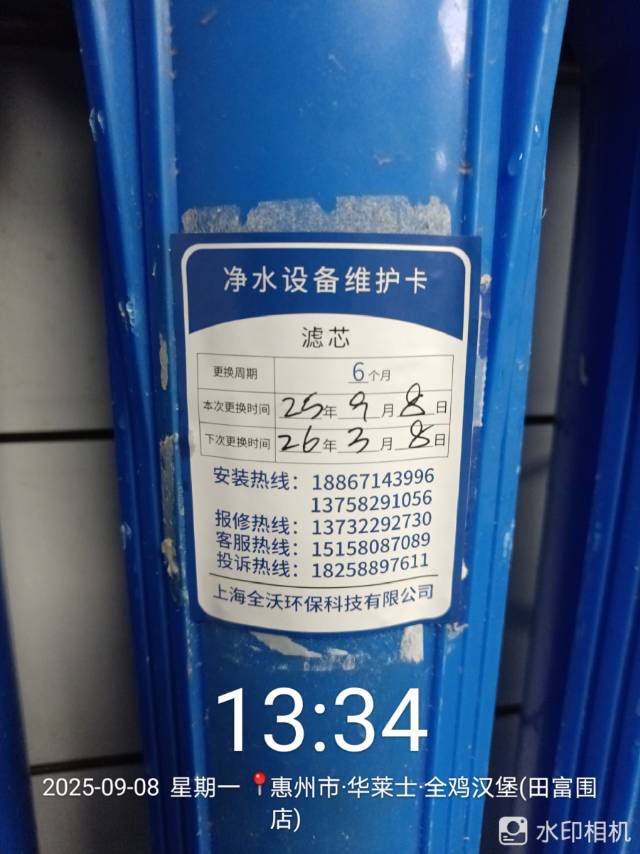 净水设备维护卡
滤芯
更换周期 6个月
本次更换时间 25年 9月 8日
下次更换时间 26年 3月 8日
安装热线：18867143996
13758291056
报修热线：13732292730
客服热线：15158087089
投诉热线：18258897611
上海全沃环保科技有限公司
13:34
2025-09-08 星期一 惠州市·华莱士·全鸡汉堡(田富围
店)
水印相机